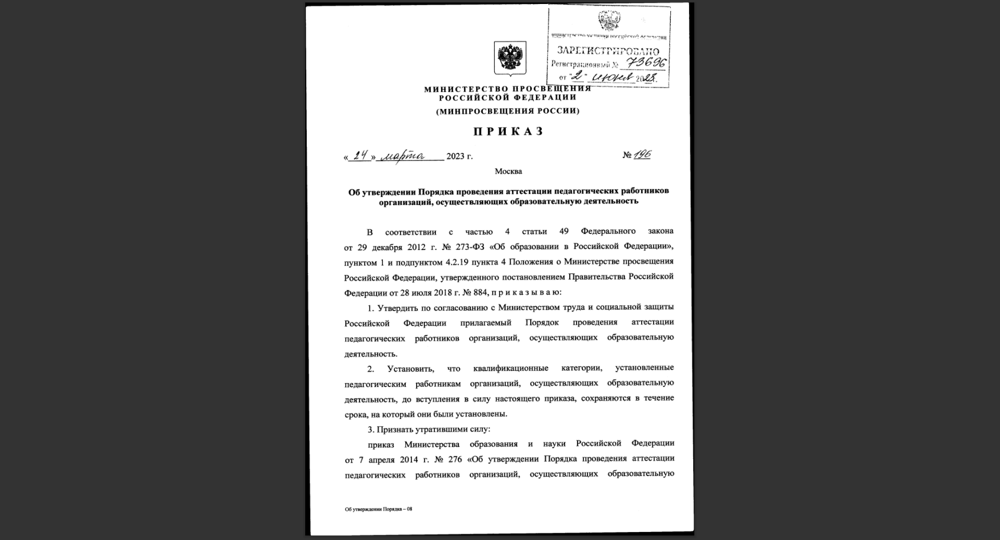 МИНИСТЕРСТВО ЮСТИЦИИ РОССИЙСКОЙ ФЕДЕРАЦИИ
ЗАРЕГИСТРИРОВАНО
Регистрационный № 73696
от "2" июня 2023г.
МИНИСТЕРСТВО ПРОСВЕЩЕНИЯ
РОССИЙСКОЙ ФЕДЕРАЦИИ
(МИНПРОСВЕЩЕНИЯ РОССИИ)
П Р И К А З
«24» марта 2023 г. № 196
Москва
Об утверждении Порядка проведения аттестации педагогических работников
организаций, осуществляющих образовательную деятельность
В соответствии с частью 4 статьи 49 Федерального закона
от 29 декабря 2012 г. № 273-ФЗ «Об образовании в Российской Федерации»,
пунктом 1 и подпунктом 4.2.19 пункта 4 Положения о Министерстве просвещения
Российской Федерации, утвержденного постановлением Правительства Российской
Федерации от 28 июля 2018 г. № 884, п р и к а з ы в а ю:
1. Утвердить по согласованию с Министерством труда и социальной защиты
Российской Федерации прилагаемый Порядок проведения аттестации
педагогических работников организаций, осуществляющих образовательную
деятельность.
2. Установить, что квалификационные категории, установленные
педагогическим работникам организаций, осуществляющих образовательную
деятельность, до вступления в силу настоящего приказа, сохраняются в течение
срока, на который они были установлены.
3. Признать утратившими силу:
приказ Министерства образования и науки Российской Федерации
от 7 апреля 2014 г. № 276 «Об утверждении Порядка проведения аттестации
педагогических работников организаций, осуществляющих образовательную
Об утверждении Порядка – 08